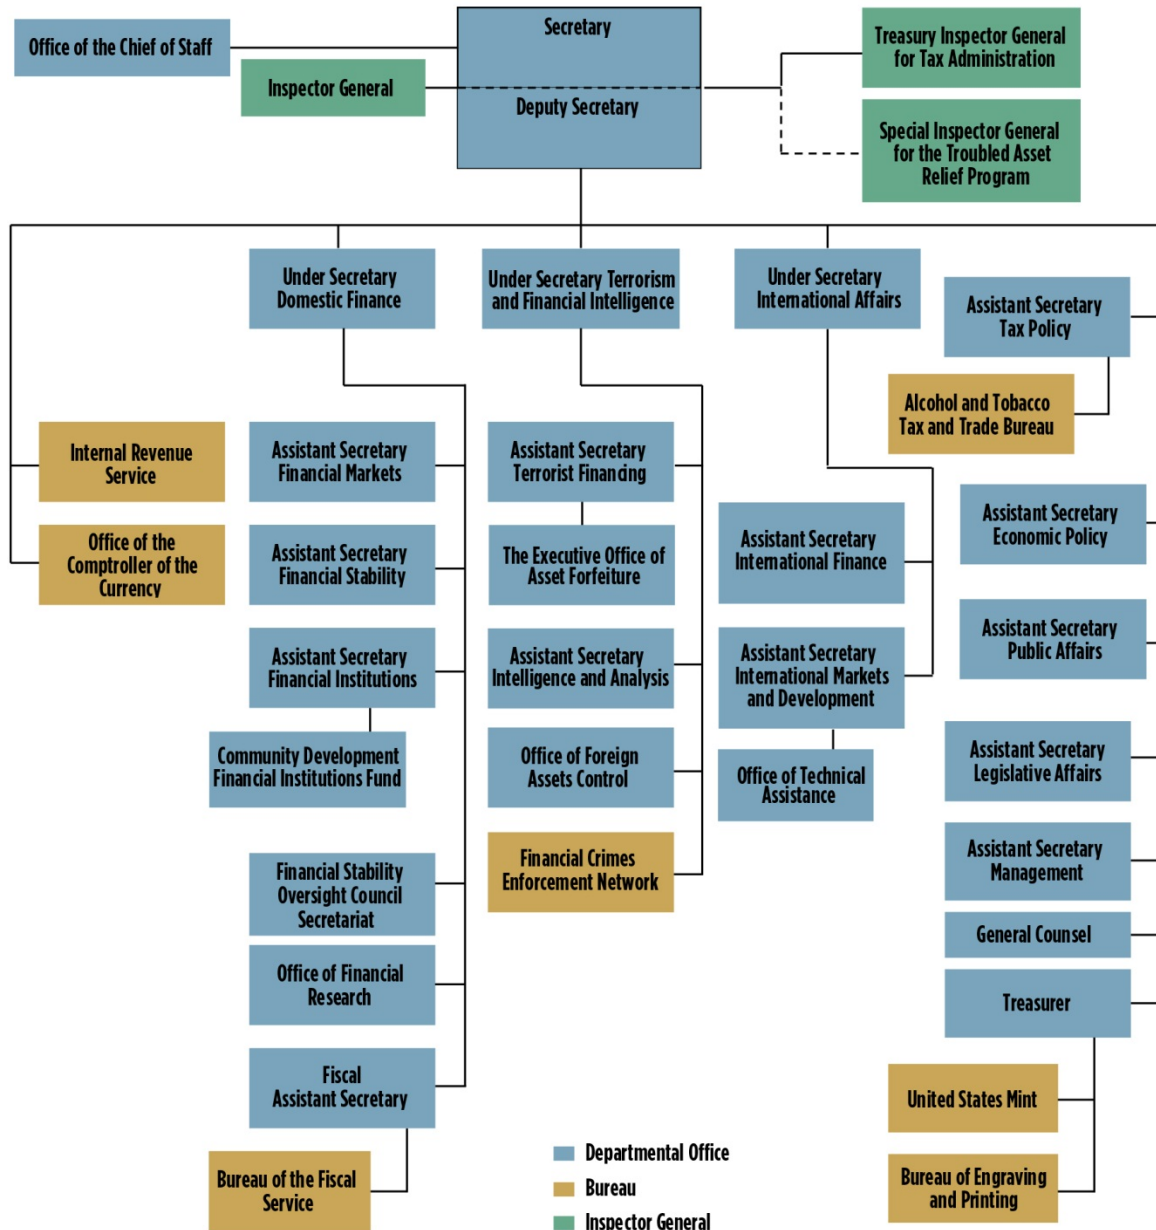 Office of the Chief of Staff
Secretary
Treasury Inspector General
for Tax Administration
Inspector General
Deputy Secretary
Special Inspector General
for the Troubled Asset
Relief Program
Under Secretary
Domestic Finance
Under Secretary Terrorism
and Financial Intelligence
Under Secretary
International Affairs
Assistant Secretary
Tax Policy
Alcohol and Tobacco
Tax and Trade Bureau
Internal Revenue
Service
Assistant Secretary
Financial Markets
Assistant Secretary
Terrorist Financing
Office of the
Comptroller of the
Currency
Assistant Secretary
Financial Stability
The Executive Office of
Asset Forfeiture
Assistant Secretary
International Finance
Assistant Secretary
Economic Policy
Assistant Secretary
Financial Institutions
Assistant Secretary
Intelligence and Analysis
Assistant Secretary
International Markets
and Development
Assistant Secretary
Public Affairs
Community Development
Financial Institutions Fund
Office of Foreign
Assets Control
Office of Technical
Assistance
Assistant Secretary
Legislative Affairs
Financial Stability
Oversight Council
Secretariat
Financial Crimes
Enforcement Network
Assistant Secretary
Management
General Counsel
Office of Financial
Research
Treasurer
Fiscal
Assistant Secretary
United States Mint
Bureau of the Fiscal
Service
Bureau of Engraving
and Printing
Departmental Office
Bureau
Inspector General